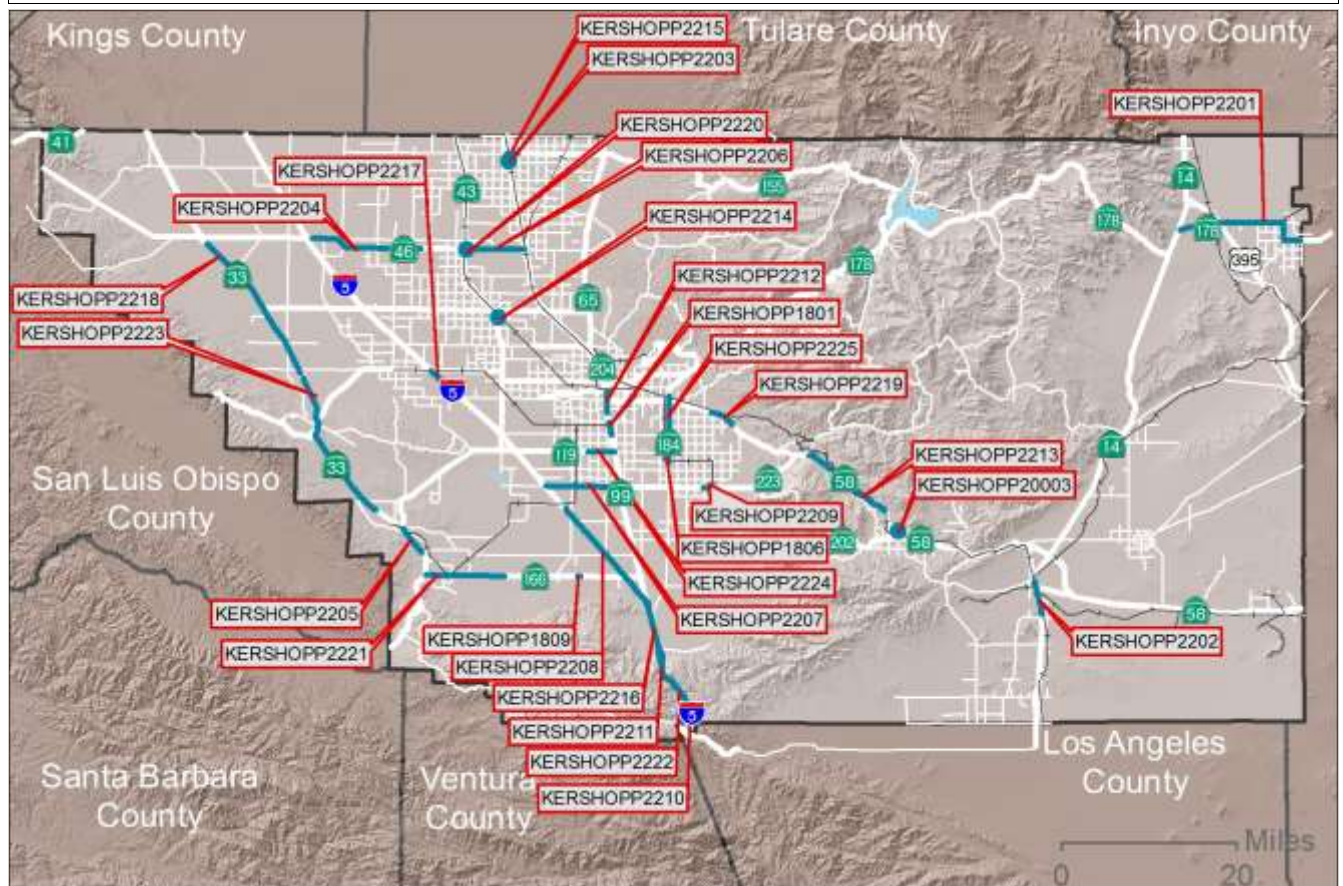 Kings County
KERSHOPP2215
Tulare County
Inyo County
KERSHOPP2203
KERSHOPP2201
KERSHOPP2220
41
KERSHOPP2206
KERSHOPP2217
43
155
14
KERSHOPP2204
KERSHOPP2214
178
178
46
178
395
33
5
KERSHOPP2212
KERSHOPP2218
65
KERSHOPP1801
KERSHOPP2223
KERSHOPP2225
204
5
KERSHOPP2219
184
14
119
KERSHOPP2213
33
58
San Luis Obispo
County
223
KERSHOPP20003
99
KERSHOPP2209
202
58
KERSHOPP1806
166
KERSHOPP2224
KERSHOPP2205
58
KERSHOPP2207
KERSHOPP1809
KERSHOPP2202
KERSHOPP2221
KERSHOPP2208
KERSHOPP2216
5
KERSHOPP2211
Los Angeles
County
KERSHOPP2222
Santa Barbara
County
Ventura
County
KERSHOPP2210
Miles
0 20